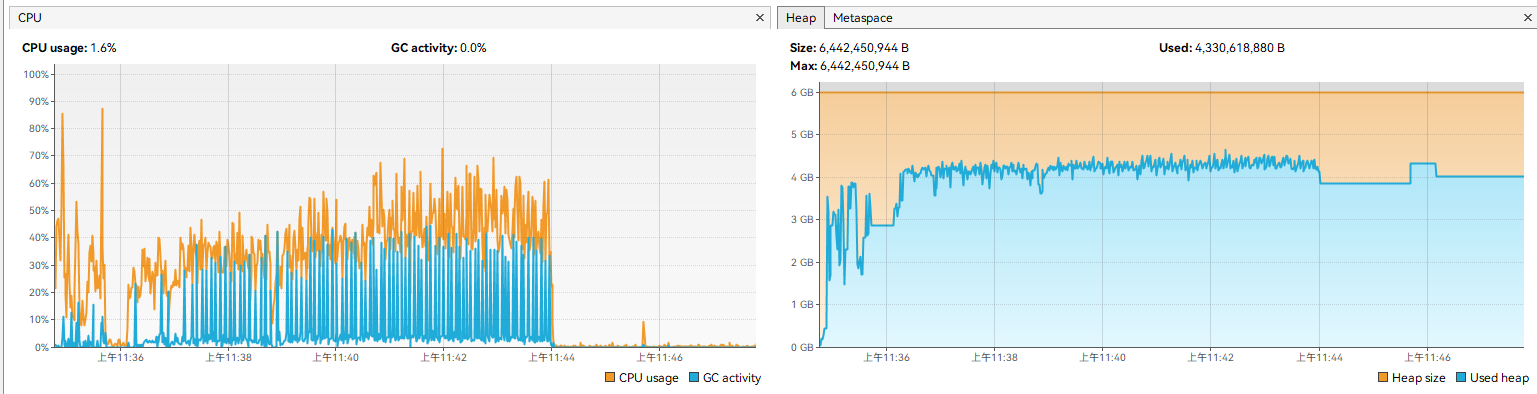 CPU
CPU usage: 1.6%
GC activity: 0.0%
100%
90%
80%
70%
60%
50%
40%
30%
20%
10%
0%
上午11:36
上午11:38
上午11:40
上午11:42
上午11:44
上午11:46
CPU usage
GC activity
Heap
Metaspace
Size: 6,442,450,944 B
Used: 4,330,618,880 B
Max: 6,442,450,944 B
6 GB
5 GB
4 GB
3 GB
2 GB
1 GB
0 GB
上午11:36
上午11:38
上午11:40
上午11:42
上午11:44
上午11:46
Heap size
Used heap